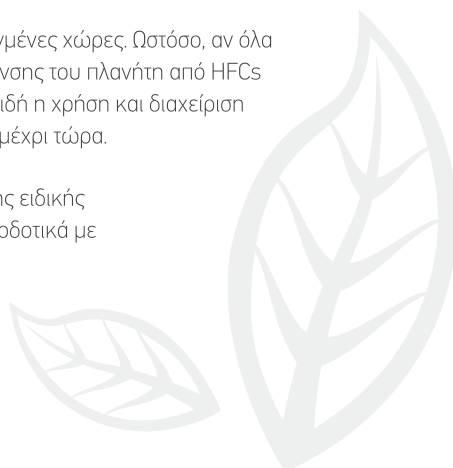 γμένες χώρες. Ωστόσο, αν όλα
νσης του πλανήτη από HFCs
ιδή η χρήση και διαχείριση
μέχρι τώρα.
ης ειδικής
οδοτικά με